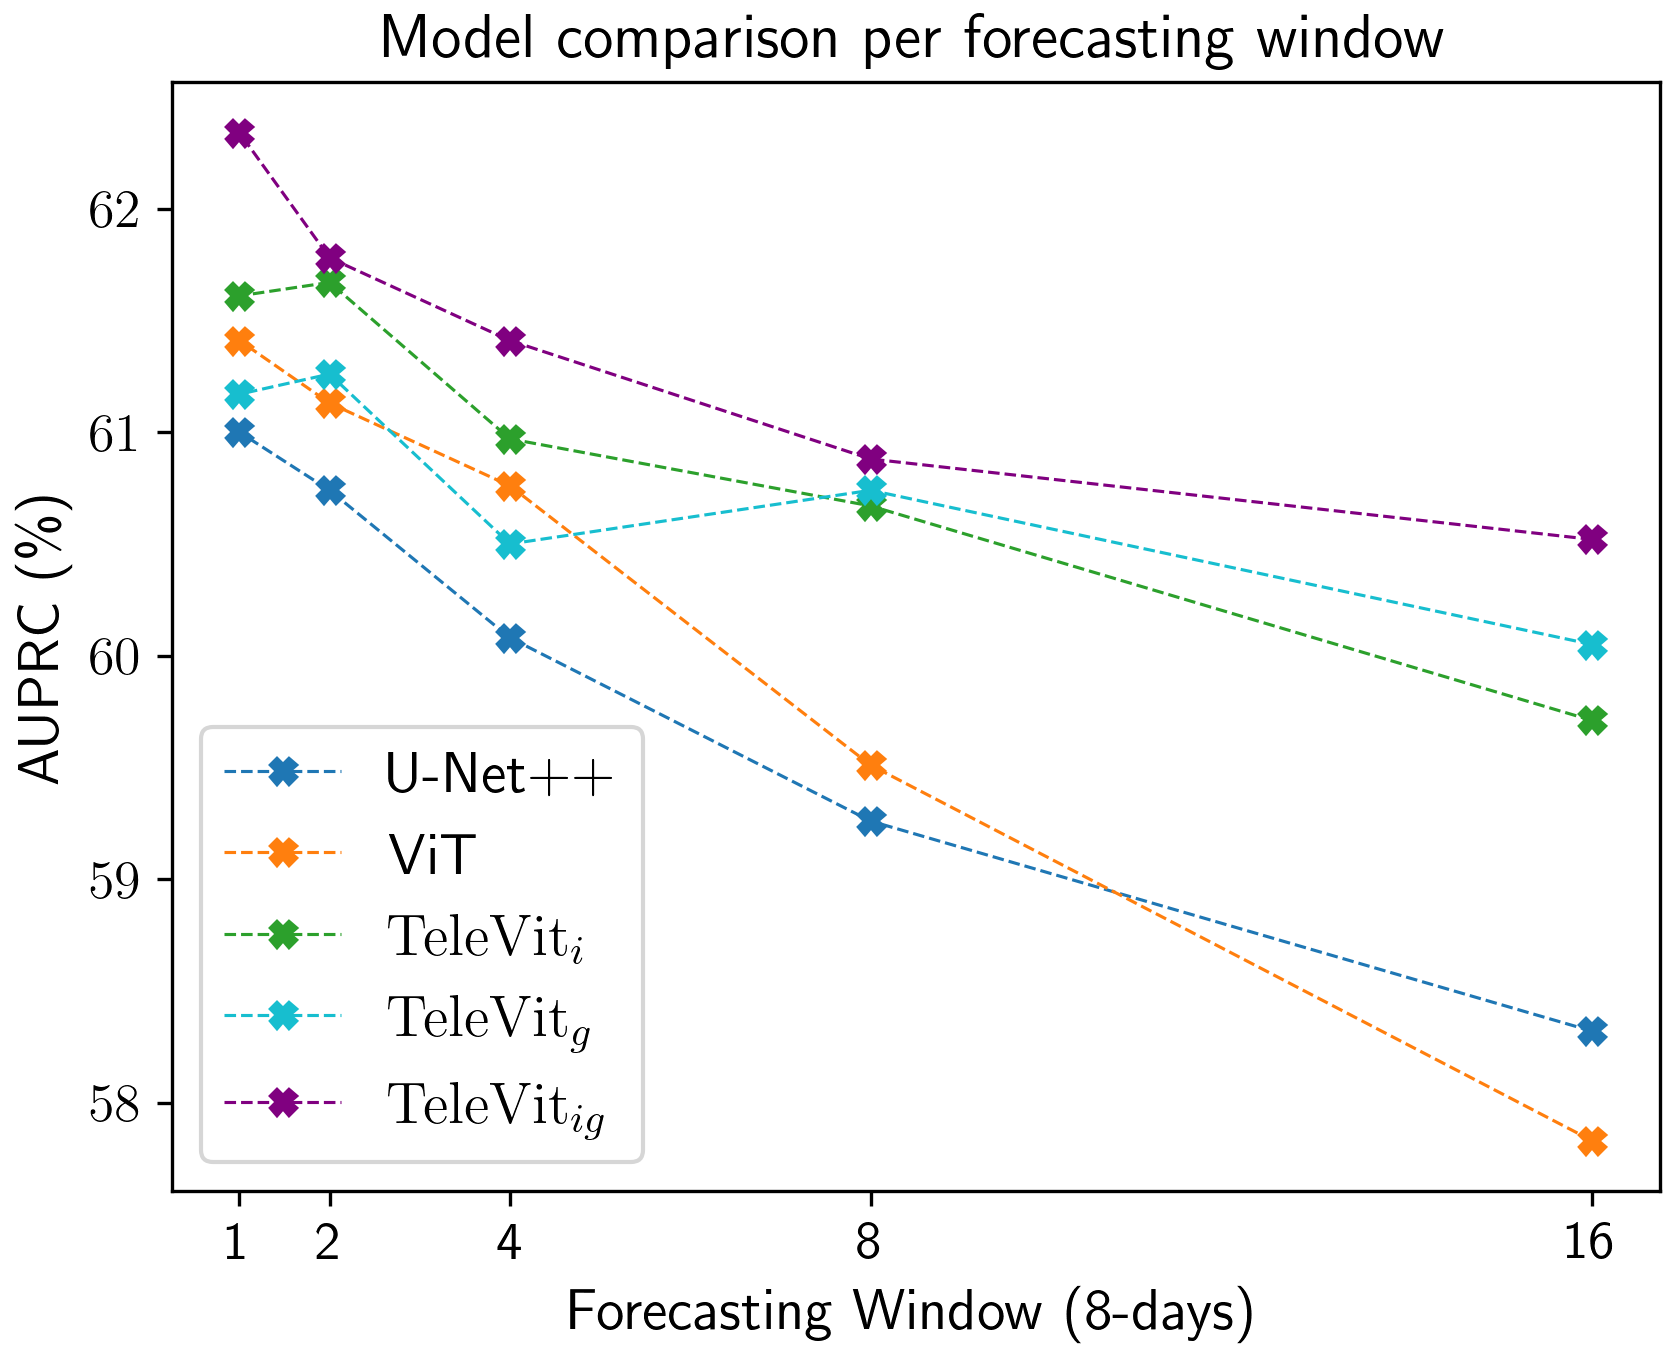 Model comparison per forecasting window
AUPRC (%)
62
61
60
59
58
U-Net++
ViT
TeleVit_i
TeleVit_g
TeleVit_ig
1 2 4 8 16
Forecasting Window (8-days)